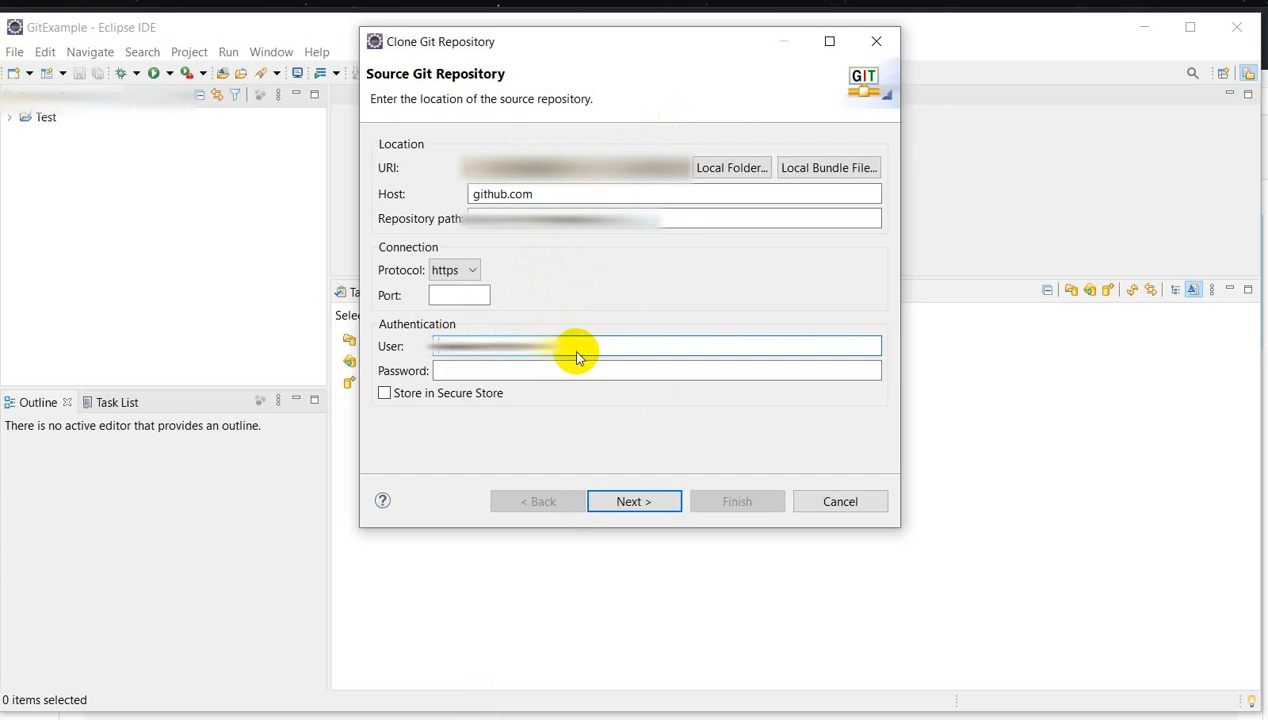 GitExample - Eclipse IDE
File Edit Navigate Search Project Run Window Help
Test
Outline Task List
There is no active editor that provides an outline.
0 items selected
Clone Git Repository
Source Git Repository
GIT
Enter the location of the source repository.
Location
URI: Local Folder... Local Bundle File...
Host: github.com
Repository path:
Connection
Protocol: https
Port:
Authentication
User:
Password:
Store in Secure Store
? < Back Next > Finish Cancel